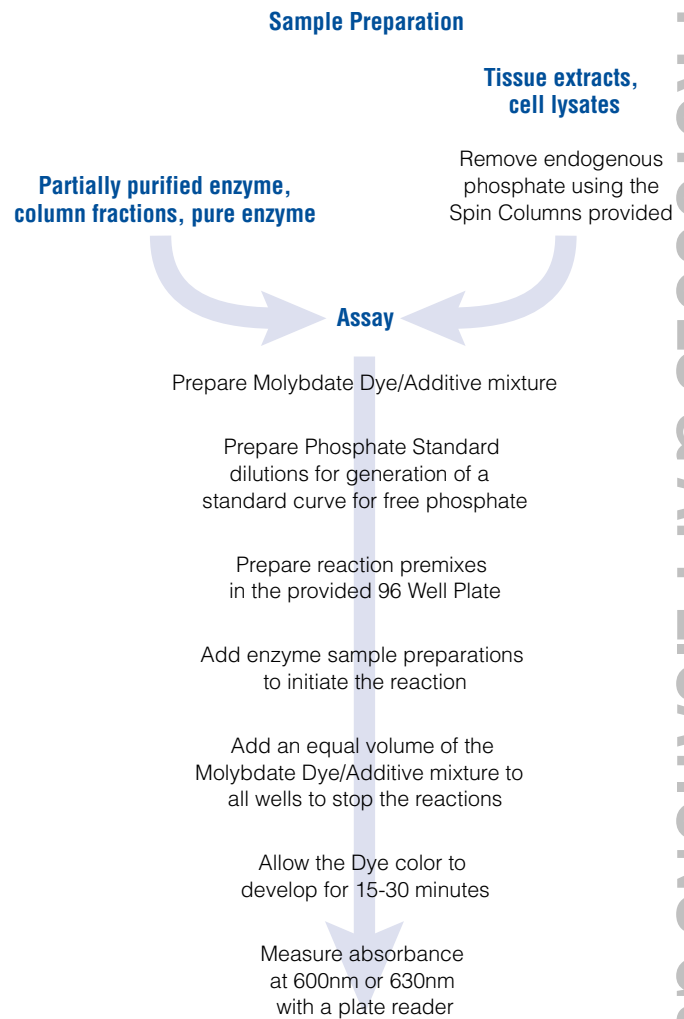 Sample Preparation
Tissue extracts,
cell lysates
Remove endogenous
phosphate using the
Spin Columns provided
Partially purified enzyme,
column fractions, pure enzyme
Assay
Prepare Molybdate Dye/Additive mixture
Prepare Phosphate Standard
dilutions for generation of a
standard curve for free phosphate
Prepare reaction premixes
in the provided 96 Well Plate
Add enzyme sample preparations
to initiate the reaction
Add an equal volume of the
Molybdate Dye/Additive mixture to
all wells to stop the reactions
Allow the Dye color to
develop for 15-30 minutes
Measure absorbance
at 600nm or 630nm
with a plate reader